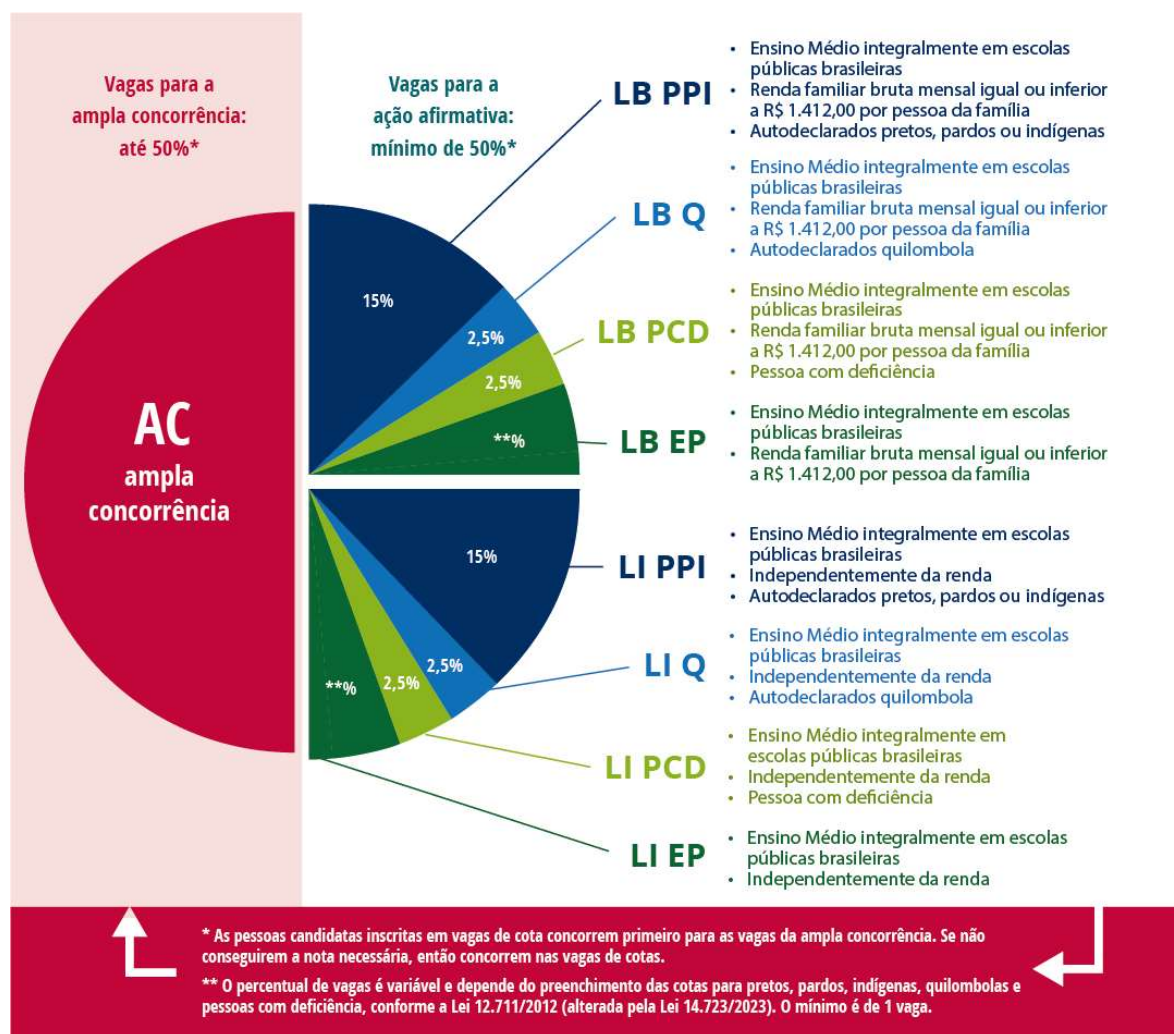 Vagas para a
ampla concorrência:
até 50%*
Vagas para a
ação afirmativa:
mínimo de 50%*
AC
ampla
concorrência
15%
2,5%
2,5%
**%
15%
2,5%
2,5%
**%
LB PPI
• Ensino Médio integralmente em escolas
públicas brasileiras
• Renda familiar bruta mensal igual ou inferior
a R$ 1.412,00 por pessoa da família
• Autodeclarados pretos, pardos ou indígenas
LB Q
• Ensino Médio integralmente em escolas
públicas brasileiras
• Renda familiar bruta mensal igual ou inferior
a R$ 1.412,00 por pessoa da família
• Autodeclarados quilombola
LB PCD
• Ensino Médio integralmente em escolas
públicas brasileiras
• Renda familiar bruta mensal igual ou inferior
a R$ 1.412,00 por pessoa da família
• Pessoa com deficiência
LB EP
• Ensino Médio integralmente em escolas
públicas brasileiras
• Renda familiar bruta mensal igual ou inferior
a R$ 1.412,00 por pessoa da família
LI PPI
• Ensino Médio integralmente em escolas
públicas brasileiras
• Independentemente da renda
• Autodeclarados pretos, pardos ou indígenas
LI Q
• Ensino Médio integralmente em escolas
públicas brasileiras
• Independentemente da renda
• Autodeclarados quilombola
LI PCD
• Ensino Médio integralmente em
escolas públicas brasileiras
• Independentemente da renda
• Pessoa com deficiência
LI EP
• Ensino Médio integralmente em escolas
públicas brasileiras
• Independentemente da renda
* As pessoas candidatas inscritas em vagas de cota concorrem primeiro para as vagas da ampla concorrência. Se não
conseguirem a nota necessária, então concorrem nas vagas de cotas.
** O percentual de vagas é variável e depende do preenchimento das cotas para pretos, pardos, indígenas, quilombolas e
pessoas com deficiência, conforme a Lei 12.711/2012 (alterada pela Lei 14.723/2023). O mínimo é de 1 vaga.